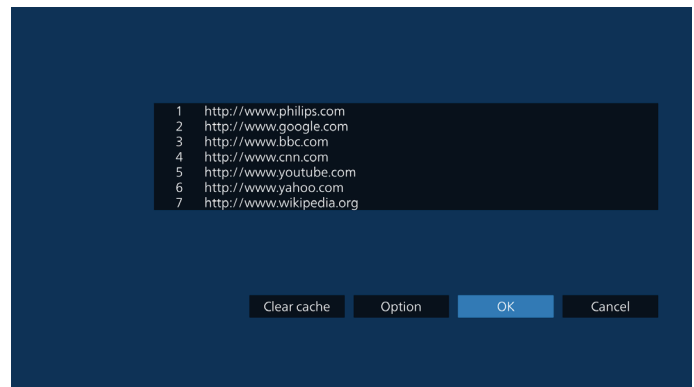 1 http://www.philips.com
2 http://www.google.com
3 http://www.bbc.com
4 http://www.cnn.com
5 http://www.youtube.com
6 http://www.yahoo.com
7 http://www.wikipedia.org
Clear cache Option OK Cancel